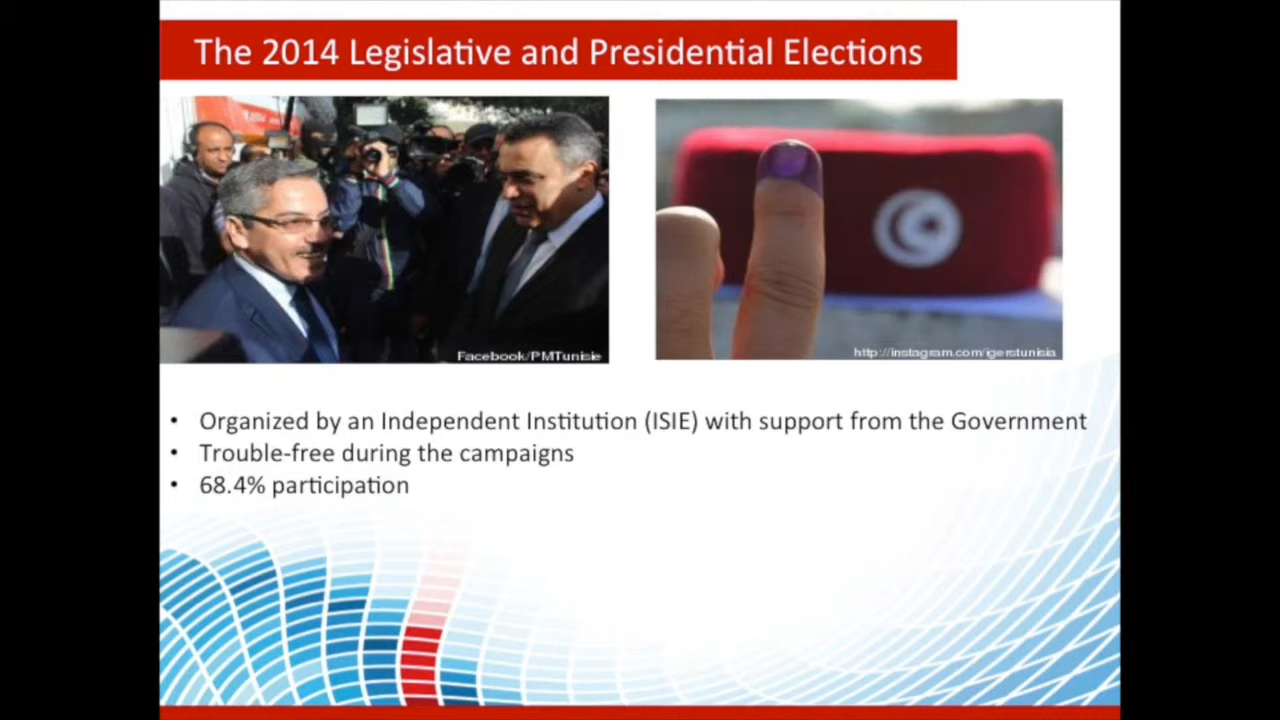 The 2014 Legislative and Presidential Elections
Facebook/PMTunisie
http://instagram.com/igerstunisia
• Organized by an Independent Institution (ISIE) with support from the Government
• Trouble-free during the campaigns
• 68.4% participation